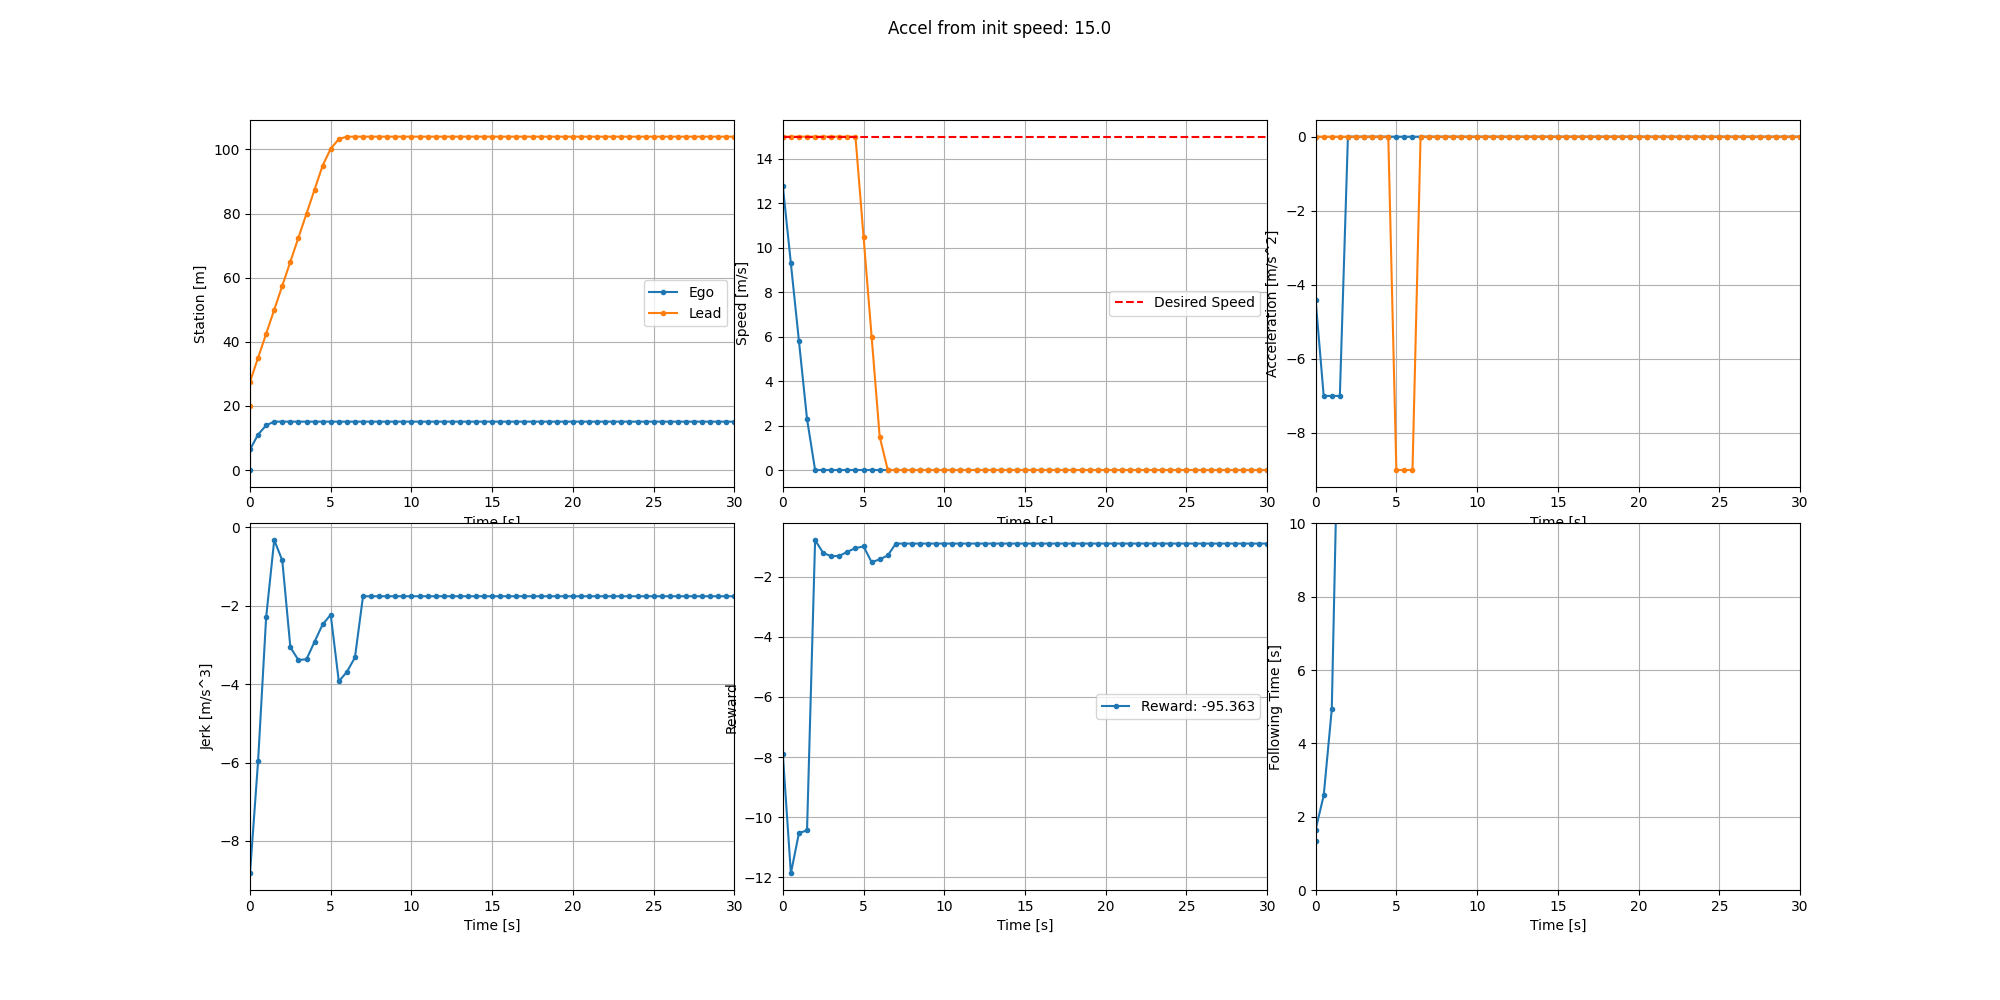 Accel from init speed: 15.0
Station [m]
100
80
60
40
20
0
Ego
Lead
0 5 10 15 20 25 30
Time [s]
Speed [m/s]
14
12
10
8
6
4
2
0
Desired Speed
0 5 10 15 20 25 30
Time [s]
Acceleration [m/s^2]
0
−2
−4
−6
−8
0 5 10 15 20 25 30
Time [s]
Jerk [m/s^3]
0
−2
−4
−6
−8
0 5 10 15 20 25 30
Time [s]
Reward
−2
−4
−6
−8
−10
−12
Reward: -95.363
0 5 10 15 20 25 30
Time [s]
Following Time [s]
10
8
6
4
2
0
0 5 10 15 20 25 30
Time [s]